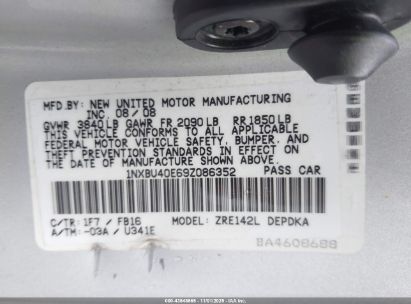 MFD.BY: NEW UNITED MOTOR MANUFACTURING
INC. 08/08
GVWR 3840LB GAWR FR 2090LB RR1850LB
THIS VEHICLE CONFORMS TO ALL APPLICABLE
FEDERAL MOTOR VEHICLE SAFETY, BUMPER, AND
THEFT PREVENTION STANDARDS IN EFFECT ON
THE DATE OF MANUFACTURE SHOWN ABOVE.
1NXBU40E69Z086352 PASS CAR
C/TR: 1F7 / FB16 MODEL: ZRE142L DEPDKA
A/TM: -03A / U341E
BA4608688